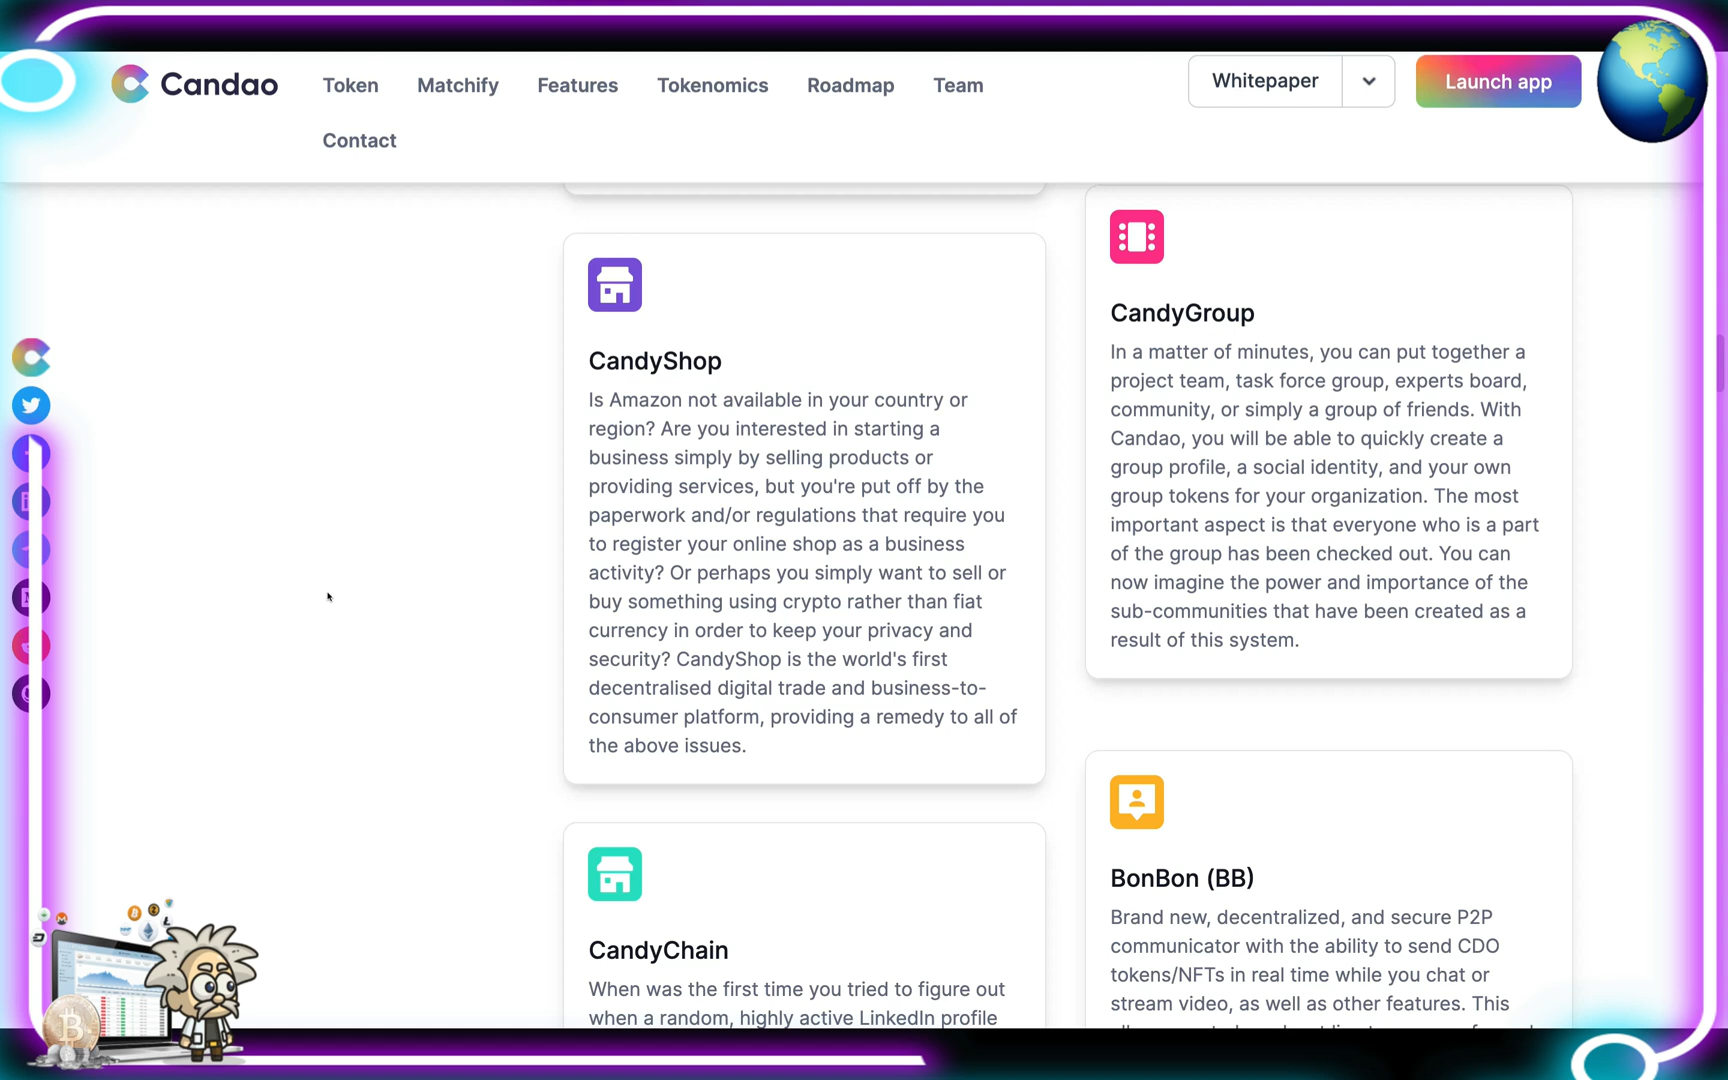 Candao
Token
Matchify
Features
Tokenomics
Roadmap
Team
Contact
Whitepaper
Launch app
CandyShop
Is Amazon not available in your country or
region? Are you interested in starting a
business simply by selling products or
providing services, but you're put off by the
paperwork and/or regulations that require you
to register your online shop as a business
activity? Or perhaps you simply want to sell or
buy something using crypto rather than fiat
currency in order to keep your privacy and
security? CandyShop is the world's first
decentralised digital trade and business-to-
consumer platform, providing a remedy to all of
the above issues.
CandyChain
When was the first time you tried to figure out
when a random, highly active LinkedIn profile
CandyGroup
In a matter of minutes, you can put together a
project team, task force group, experts board,
community, or simply a group of friends. With
Candao, you will be able to quickly create a
group profile, a social identity, and your own
group tokens for your organization. The most
important aspect is that everyone who is a part
of the group has been checked out. You can
now imagine the power and importance of the
sub-communities that have been created as a
result of this system.
BonBon (BB)
Brand new, decentralized, and secure P2P
communicator with the ability to send CDO
tokens/NFTs in real time while you chat or
stream video, as well as other features. This